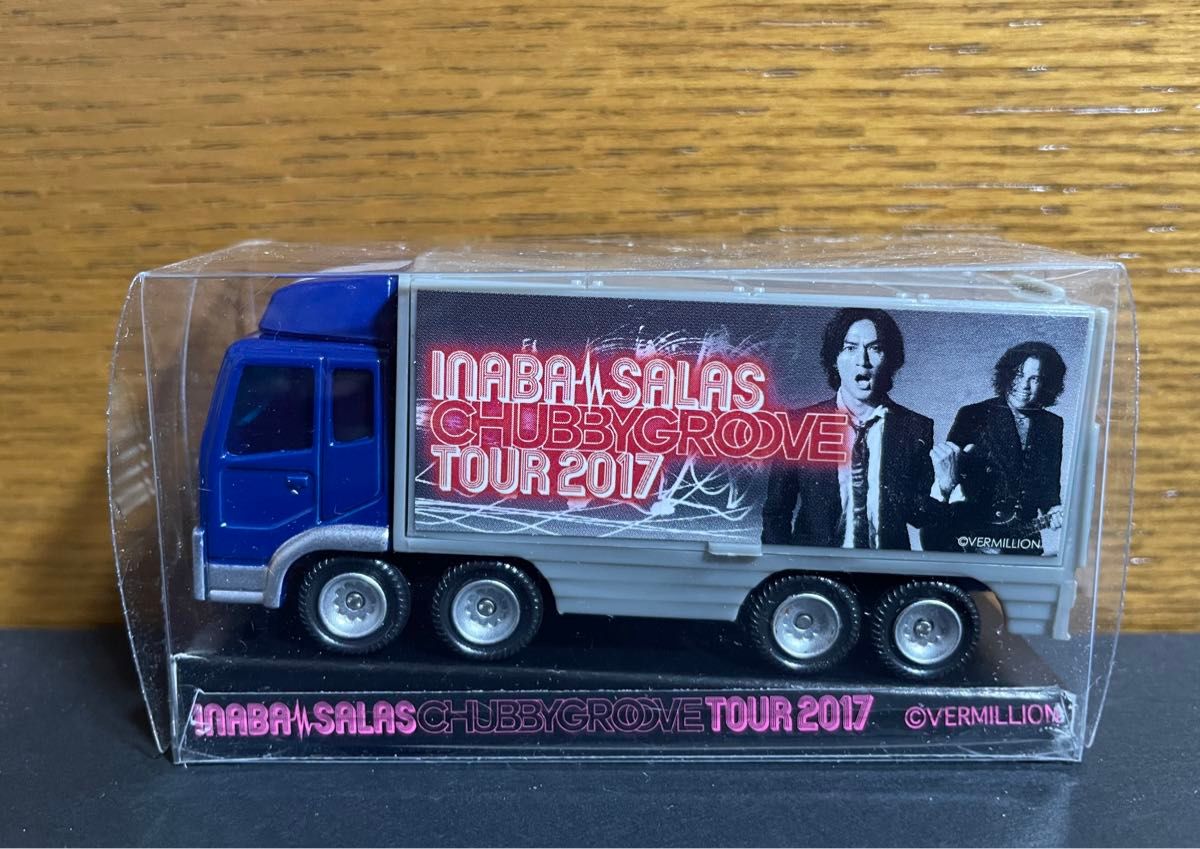 INABA SALAS
CHUBBYGROOVE
TOUR 2017
©VERMILLION
INABA SALAS CHUBBYGROOVE TOUR 2017 ©VERMILLION